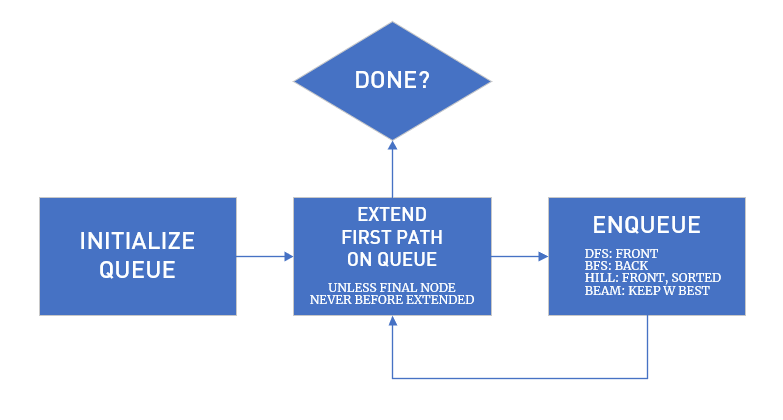 DONE?
INITIALIZE
QUEUE
EXTEND
FIRST PATH
ON QUEUE
UNLESS FINAL NODE
NEVER BEFORE EXTENDED
ENQUEUE
DFS: FRONT
BFS: BACK
HILL: FRONT, SORTED
BEAM: KEEP W BEST